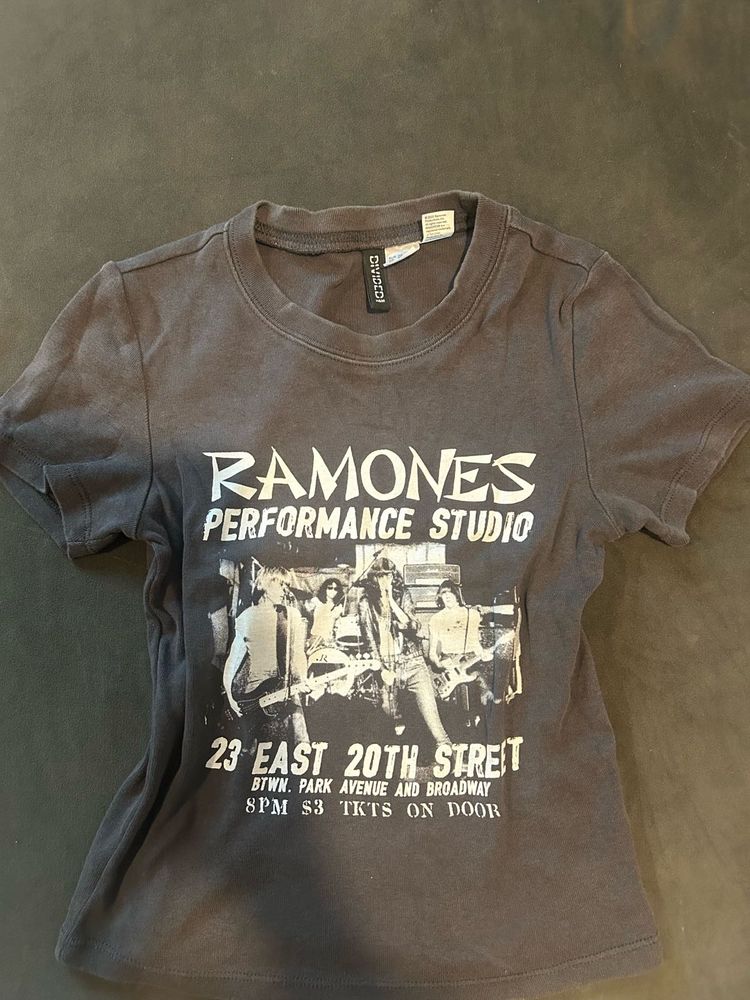 DIVIDED
H&M
RAMONES
PERFORMANCE STUDIO
23 EAST 20TH STREET
BTWN. PARK AVENUE AND BROADWAY
8PM $3 TKTS ON DOOR